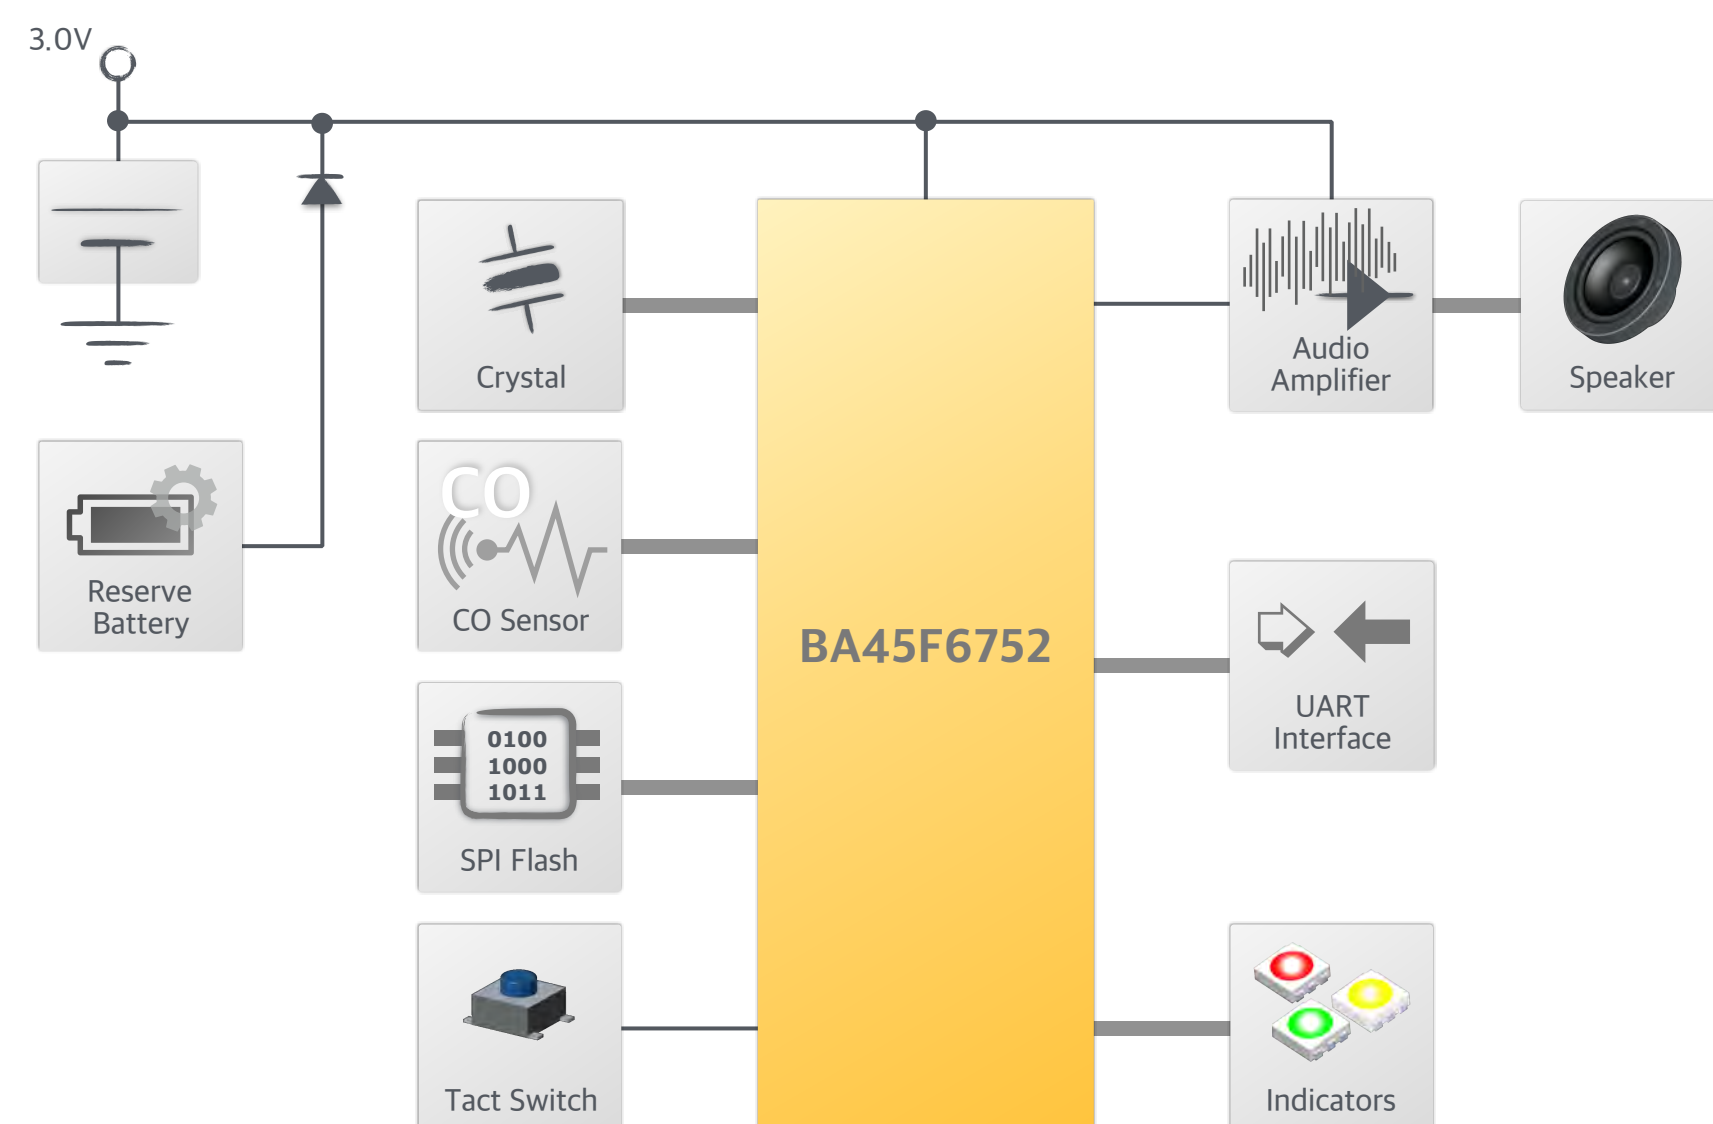 3.0V
Crystal
Audio
Amplifier
Speaker
CO
CO Sensor
Reserve
Battery
BA45F6752
UART
Interface
0100
1000
1011
SPI Flash
Tact Switch
Indicators